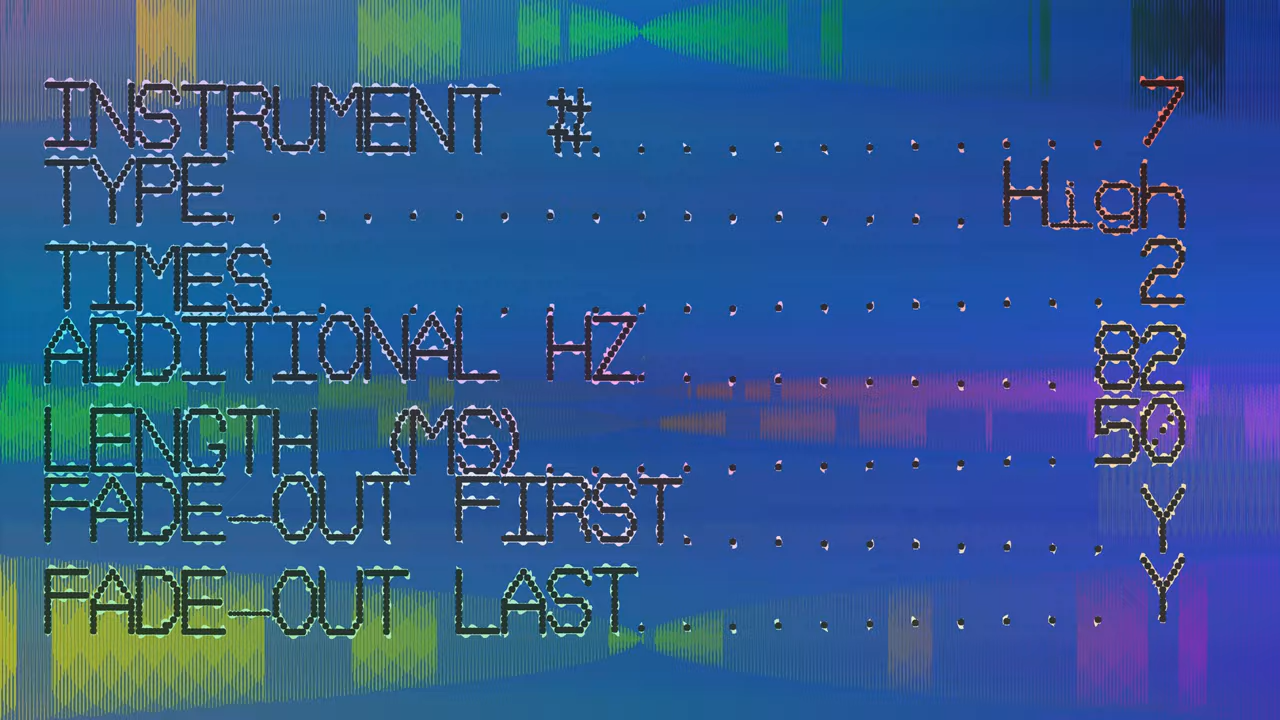 INSTRUMENT #. . . . . . . . . . . . 7
TYPE. . . . . . . . . . . . . . . . . High
TIMES. . . . . . . . . . . . . . . . . . . 2
ADDITIONAL HZ. . . . . . . . . . 82
LENGTH (MS). . . . . . . . . . . . . 50
FADE-OUT FIRST. . . . . . . . . . Y
FADE-OUT LAST. . . . . . . . . . . Y